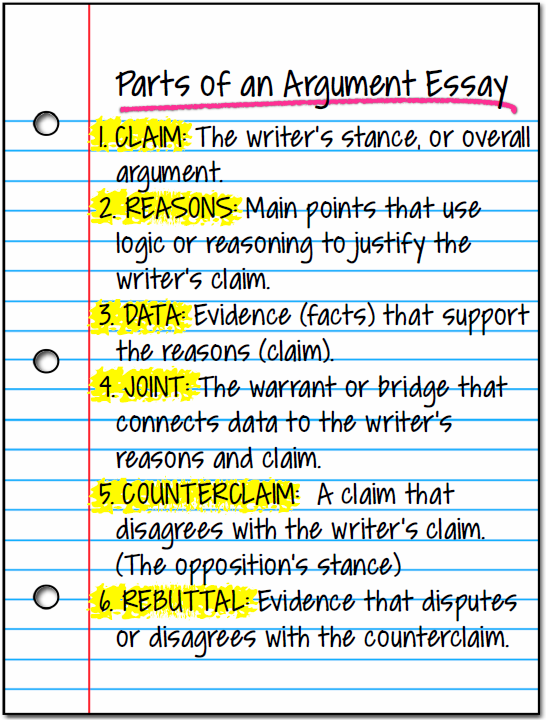 Parts of an Argument Essay
1. CLAIM: The writer's stance, or overall
argument.
2. REASONS: Main points that use
logic or reasoning to justify the
writer's claim.
3. DATA: Evidence (facts) that support
the reasons (claim).
4. JOINT: The warrant or bridge that
connects data to the writer's
reasons and claim.
5. COUNTERCLAIM: A claim that
disagrees with the writer's claim.
(The opposition's stance)
6. REBUTTAL: Evidence that disputes
or disagrees with the counterclaim.